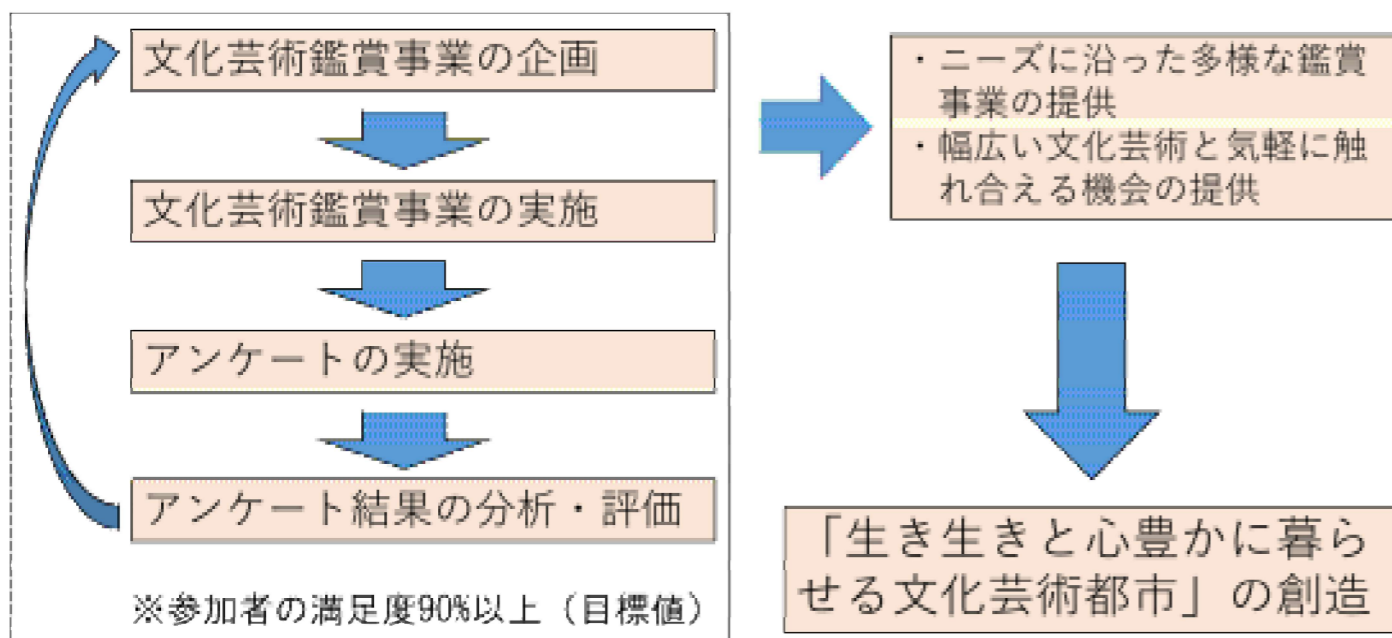 文化芸術鑑賞事業の企画
文化芸術鑑賞事業の実施
アンケートの実施
アンケート結果の分析・評価
※参加者の満足度90%以上（目標値）
・ニーズに沿った多様な鑑賞
事業の提供
・幅広い文化芸術と気軽に触
れ合える機会の提供
「生き生きと心豊かに暮ら
せる文化芸術都市」の創造